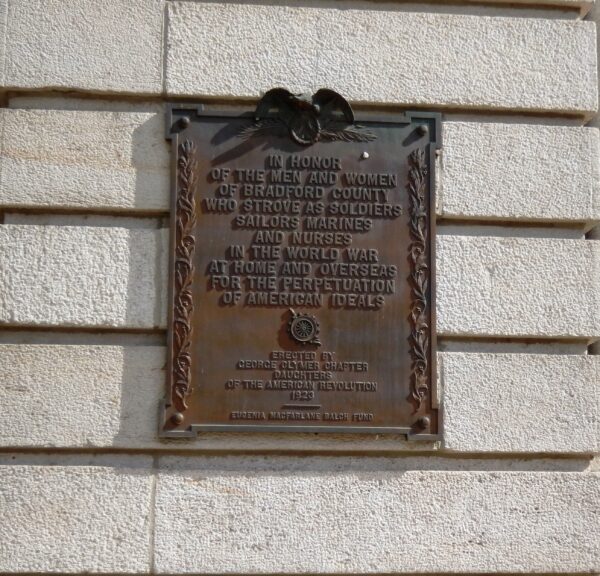 IN HONOR
OF THE MEN AND WOMEN
OF BRADFORD COUNTY
WHO STROVE AS SOLDIERS
SAILORS MARINES
AND NURSES
IN THE WORLD WAR
AT HOME AND OVERSEAS
FOR THE PERPETUATION
OF AMERICAN IDEALS
ERECTED BY
GEORGE CLYMER CHAPTER
DAUGHTERS
OF THE AMERICAN REVOLUTION
EUGENIA MACFARLANE BALCH FUND